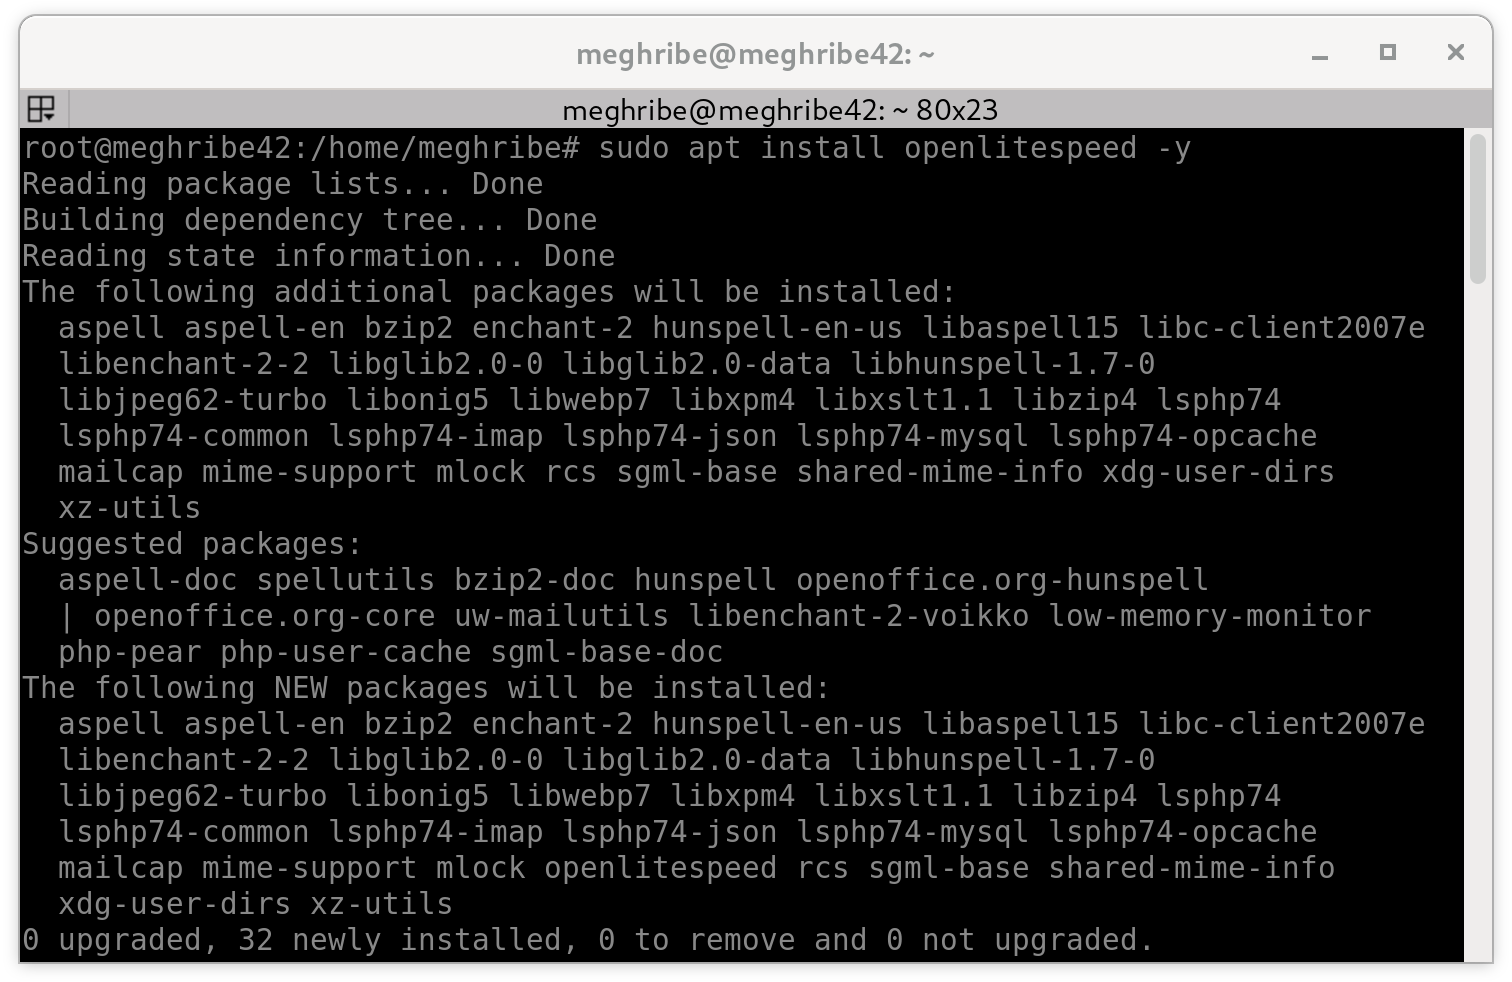 meghribe@meghribe42: ~
meghribe@meghribe42: ~ 80x23
root@meghribe42:/home/meghribe# sudo apt install openlitespeed -y
Reading package lists... Done
Building dependency tree... Done
Reading state information... Done
The following additional packages will be installed:
  aspell aspell-en bzip2 enchant-2 hunspell-en-us libaspell15 libc-client2007e
  libenchant-2-2 libglib2.0-0 libglib2.0-data libhunspell-1.7-0
  libjpeg62-turbo libonig5 libwebp7 libxpm4 libxslt1.1 libzip4 lsphp74
  lsphp74-common lsphp74-imap lsphp74-json lsphp74-mysql lsphp74-opcache
  mailcap mime-support mlock rcs sgml-base shared-mime-info xdg-user-dirs
  xz-utils
Suggested packages:
  aspell-doc spellutils bzip2-doc hunspell openoffice.org-hunspell
  | openoffice.org-core uw-mailutils libenchant-2-voikko low-memory-monitor
  php-pear php-user-cache sgml-base-doc
The following NEW packages will be installed:
  aspell aspell-en bzip2 enchant-2 hunspell-en-us libaspell15 libc-client2007e
  libenchant-2-2 libglib2.0-0 libglib2.0-data libhunspell-1.7-0
  libjpeg62-turbo libonig5 libwebp7 libxpm4 libxslt1.1 libzip4 lsphp74
  lsphp74-common lsphp74-imap lsphp74-json lsphp74-mysql lsphp74-opcache
  mailcap mime-support mlock openlitespeed rcs sgml-base shared-mime-info
  xdg-user-dirs xz-utils
0 upgraded, 32 newly installed, 0 to remove and 0 not upgraded.